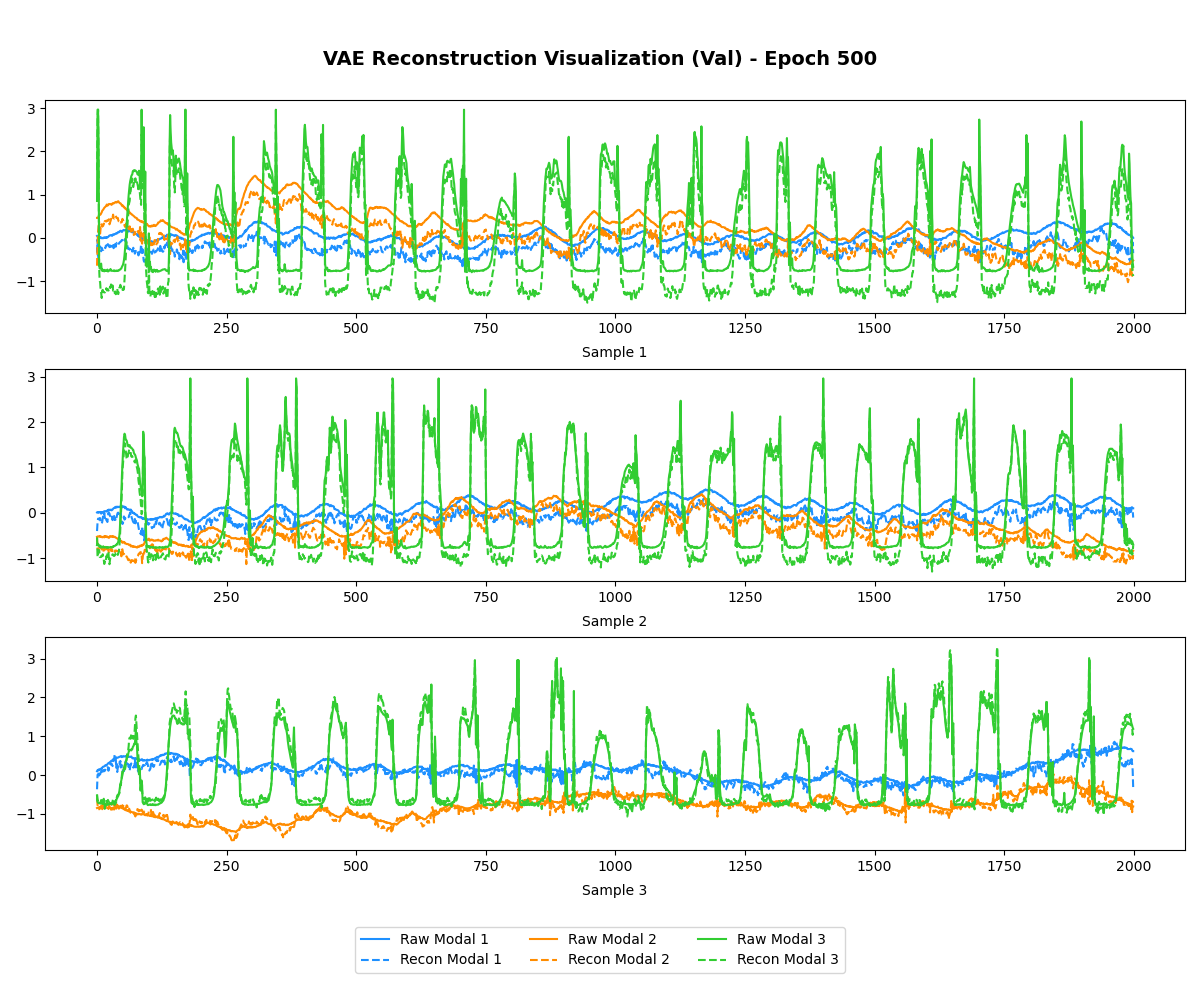 VAE Reconstruction Visualization (Val) - Epoch 500
3
2
1
0
−1
0 250 500 750 1000 1250 1500 1750 2000
Sample 1
3
2
1
0
−1
0 250 500 750 1000 1250 1500 1750 2000
Sample 2
3
2
1
0
−1
0 250 500 750 1000 1250 1500 1750 2000
Sample 3
Raw Modal 1 Raw Modal 2 Raw Modal 3
Recon Modal 1 Recon Modal 2 Recon Modal 3